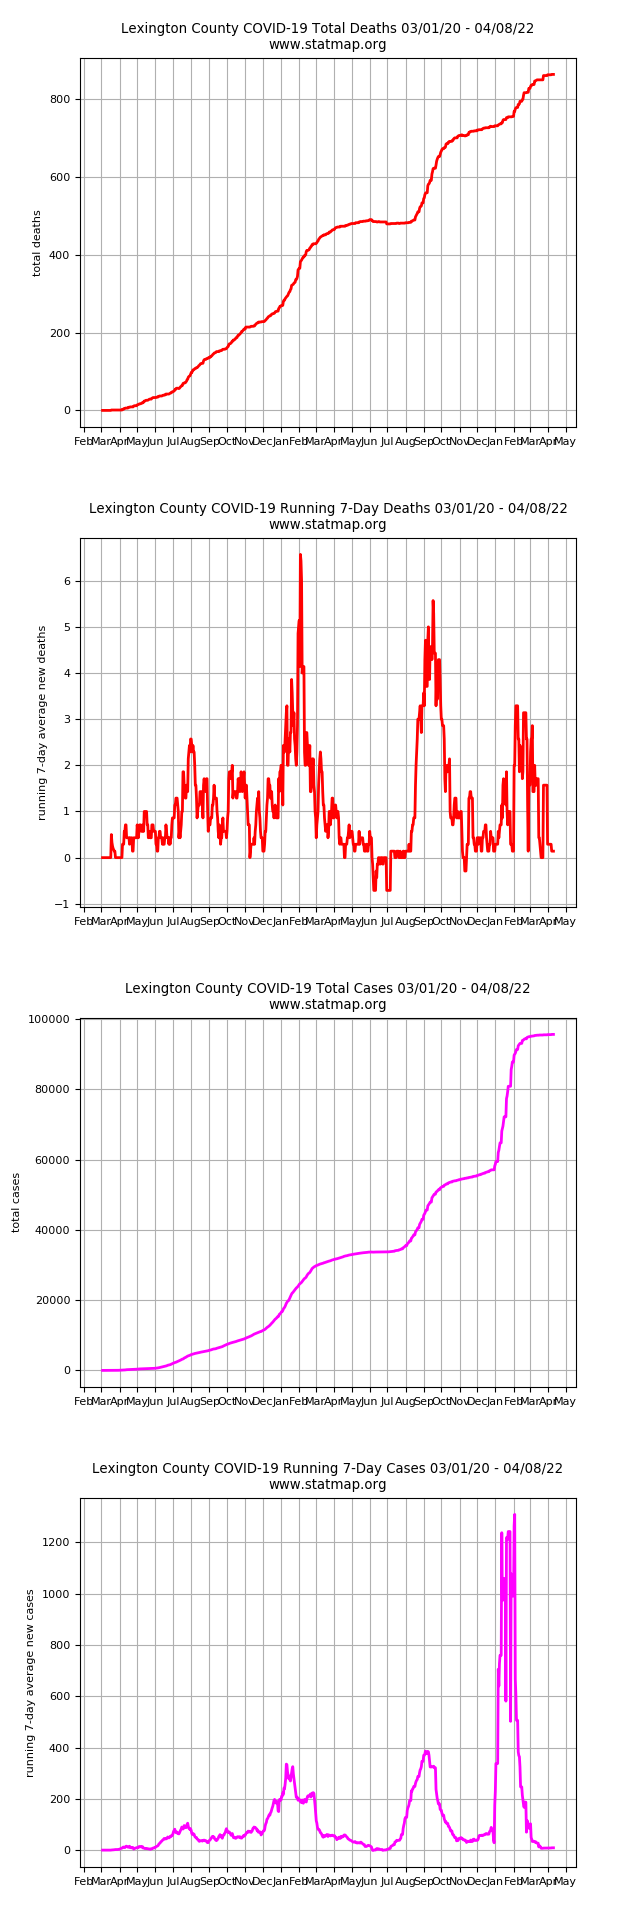 Lexington County COVID-19 Total Deaths 03/01/20 - 04/08/22
www.statmap.org
800
600
400
200
0
total deaths
Feb Mar Apr May Jun Jul Aug Sep Oct Nov Dec Jan Feb Mar Apr May Jun Jul Aug Sep Oct Nov Dec Jan Feb Mar Apr May
Lexington County COVID-19 Running 7-Day Deaths 03/01/20 - 04/08/22
www.statmap.org
6
5
4
3
2
1
0
−1
running 7-day average new deaths
Feb Mar Apr May Jun Jul Aug Sep Oct Nov Dec Jan Feb Mar Apr May Jun Jul Aug Sep Oct Nov Dec Jan Feb Mar Apr May
Lexington County COVID-19 Total Cases 03/01/20 - 04/08/22
www.statmap.org
100000
80000
60000
40000
20000
0
total cases
Feb Mar Apr May Jun Jul Aug Sep Oct Nov Dec Jan Feb Mar Apr May Jun Jul Aug Sep Oct Nov Dec Jan Feb Mar Apr May
Lexington County COVID-19 Running 7-Day Cases 03/01/20 - 04/08/22
www.statmap.org
1200
1000
800
600
400
200
0
running 7-day average new cases
Feb Mar Apr May Jun Jul Aug Sep Oct Nov Dec Jan Feb Mar Apr May Jun Jul Aug Sep Oct Nov Dec Jan Feb Mar Apr May